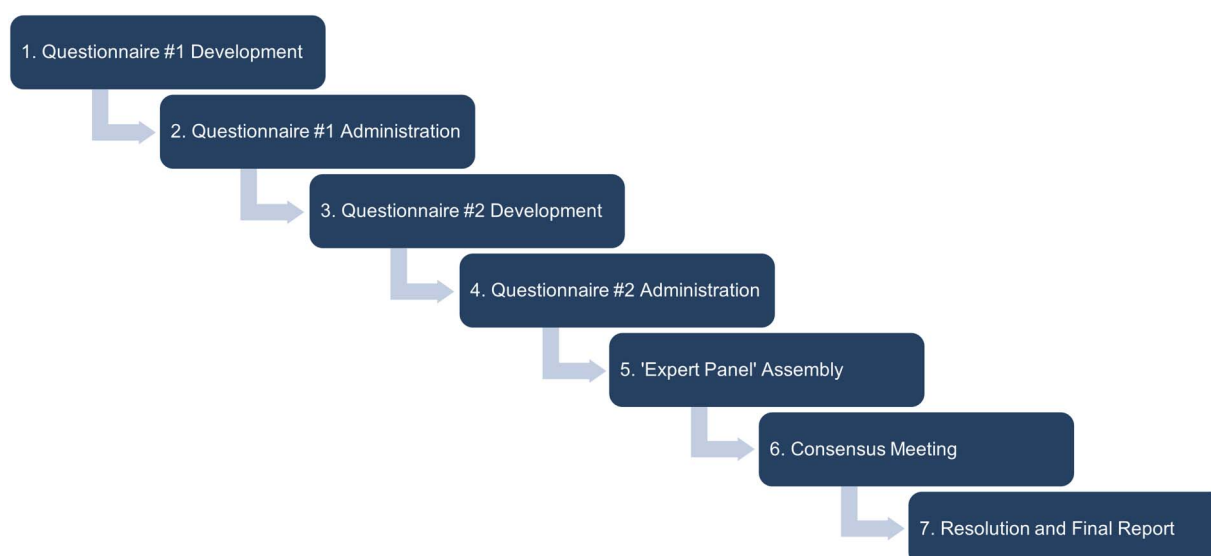 1. Questionnaire #1 Development
2. Questionnaire #1 Administration
3. Questionnaire #2 Development
4. Questionnaire #2 Administration
5. 'Expert Panel' Assembly
6. Consensus Meeting
7. Resolution and Final Report